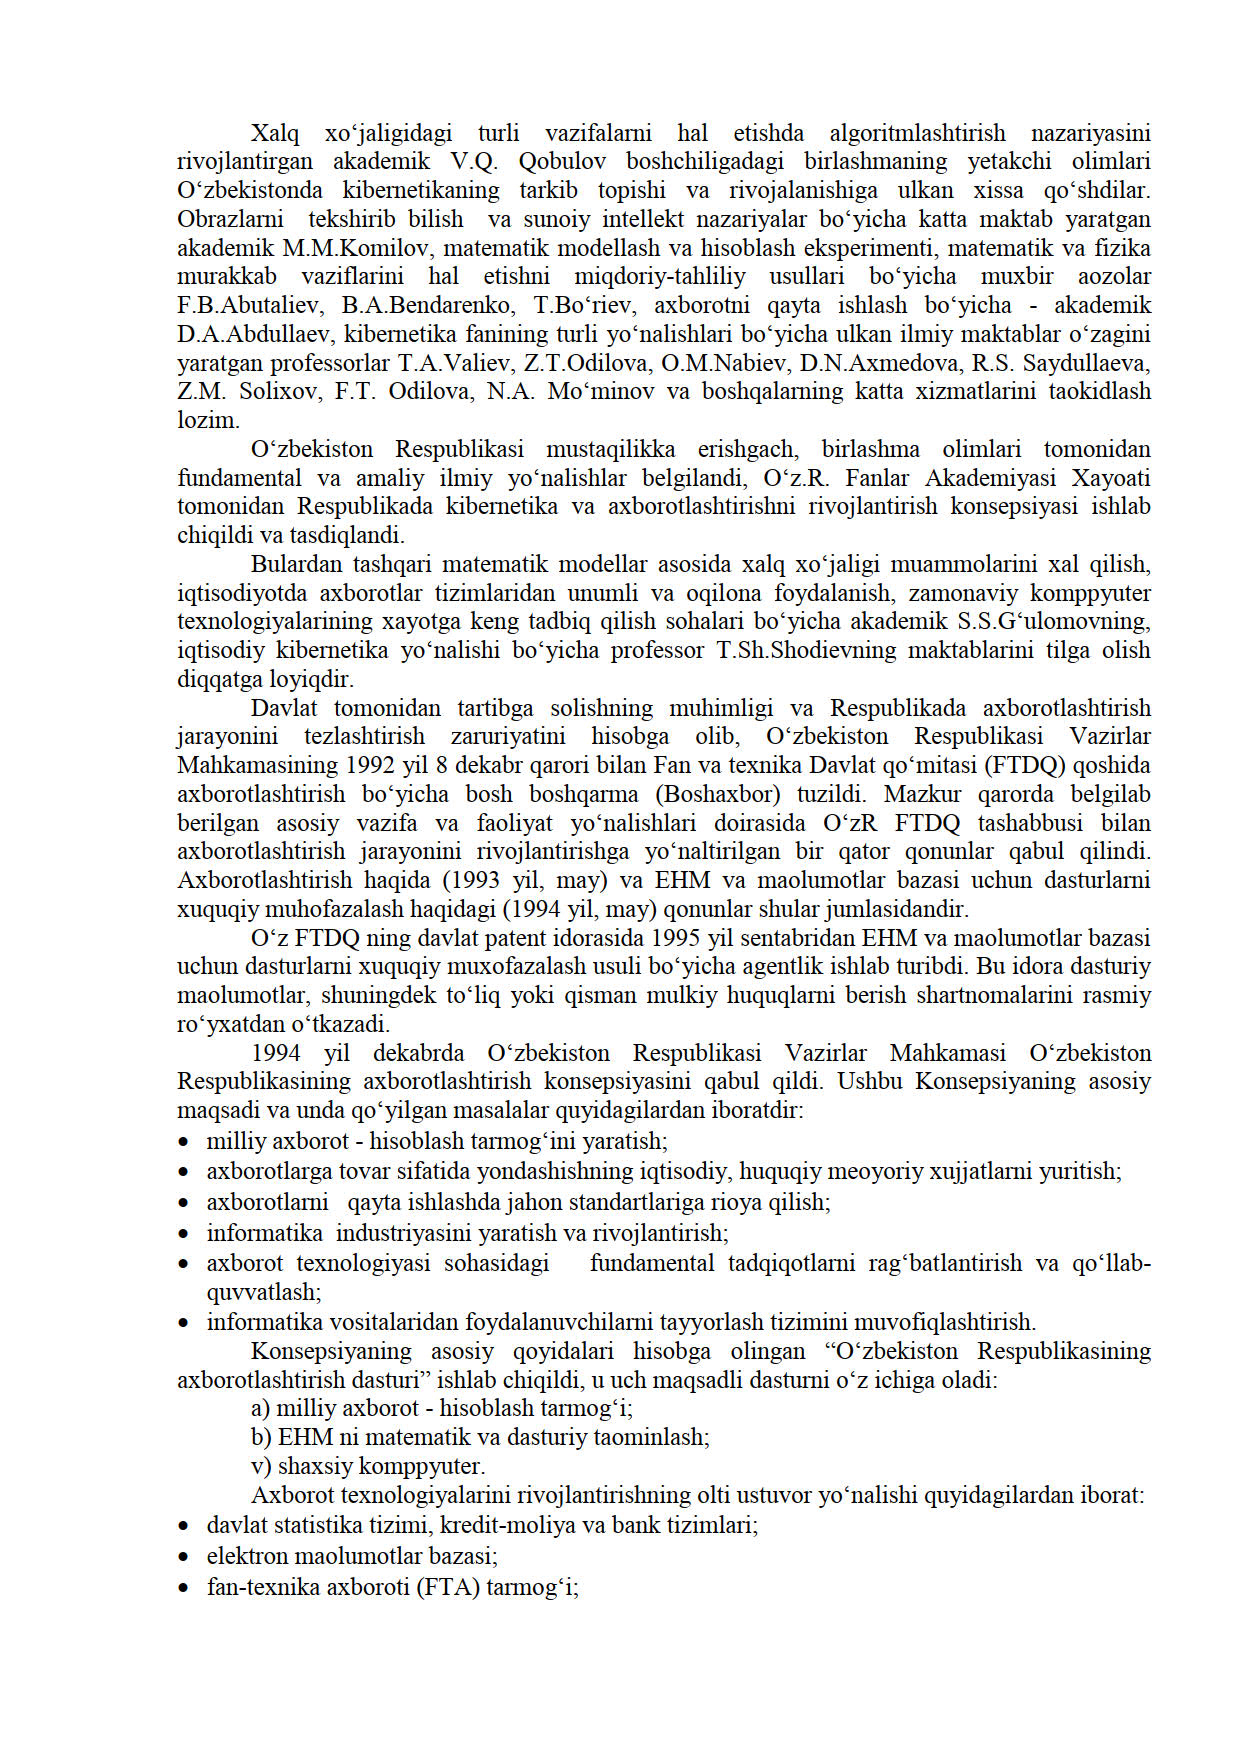 Xalq xo‘jaligidagi turli vazifalarni hal etishda algoritmlashtirish nazariyasini
rivojlantirgan akademik V.Q. Qobulov boshchiligadagi birlashmaning yetakchi olimlari
O‘zbekistonda kibernetikaning tarkib topishi va rivojalanishiga ulkan xissa qo‘shdilar.
Obrazlarni tekshirib bilish va sunoiy intellekt nazariyalar bo‘yicha katta maktab yaratgan
akademik M.M.Komilov, matematik modellash va hisoblash eksperimenti, matematik va fizika
murakkab vaziflarini hal etishni miqdoriy-tahliliy usullari bo‘yicha muxbir aozolar
F.B.Abutaliev, B.A.Bendarenko, T.Bo‘riev, axborotni qayta ishlash bo‘yicha - akademik
D.A.Abdullaev, kibernetika fanining turli yo‘nalishlari bo‘yicha ulkan ilmiy maktablar o‘zagini
yaratgan professorlar T.A.Valiev, Z.T.Odilova, O.M.Nabiev, D.N.Axmedova, R.S. Saydullaeva,
Z.M. Solixov, F.T. Odilova, N.A. Mo‘minov va boshqalarning katta xizmatlarini taokidlash
lozim.
O‘zbekiston Respublikasi mustaqilikka erishgach, birlashma olimlari tomonidan
fundamental va amaliy ilmiy yo‘nalishlar belgilandi, O‘z.R. Fanlar Akademiyasi Xayoati
tomonidan Respublikada kibernetika va axborotlashtirishni rivojlantirish konsepsiyasi ishlab
chiqildi va tasdiqlandi.
Bulardan tashqari matematik modellar asosida xalq xo‘jaligi muammolarini xal qilish,
iqtisodiyotda axborotlar tizimlaridan unumli va oqilona foydalanish, zamonaviy komppyuter
texnologiyalarining xayotga keng tadbiq qilish sohalari bo‘yicha akademik S.S.G‘ulomovning,
iqtisodiy kibernetika yo‘nalishi bo‘yicha professor T.Sh.Shodievning maktablarini tilga olish
diqqatga loyiqdir.
Davlat tomonidan tartibga solishning muhimligi va Respublikada axborotlashtirish
jarayonini tezlashtirish zaruriyatini hisobga olib, O‘zbekiston Respublikasi Vazirlar
Mahkamasining 1992 yil 8 dekabr qarori bilan Fan va texnika Davlat qo‘mitasi (FTDQ) qoshida
axborotlashtirish bo‘yicha bosh boshqarma (Boshaxbor) tuzildi. Mazkur qarorda belgilab
berilgan asosiy vazifa va faoliyat yo‘nalishlari doirasida O‘zR FTDQ tashabbusi bilan
axborotlashtirish jarayonini rivojlantirishga yo‘naltirilgan bir qator qonunlar qabul qilindi.
Axborotlashtirish haqida (1993 yil, may) va EHM va maolumotlar bazasi uchun dasturlarni
xuquqiy muhofazalash haqidagi (1994 yil, may) qonunlar shular jumlasidandir.
O‘z FTDQ ning davlat patent idorasida 1995 yil sentabridan EHM va maolumotlar bazasi
uchun dasturlarni xuquqiy muxofazalash usuli bo‘yicha agentlik ishlab turibdi. Bu idora dasturiy
maolumotlar, shuningdek to‘liq yoki qisman mulkiy huquqlarni berish shartnomalarini rasmiy
ro‘yxatdan o‘tkazadi.
1994 yil dekabrda O‘zbekiston Respublikasi Vazirlar Mahkamasi O‘zbekiston
Respublikasining axborotlashtirish konsepsiyasini qabul qildi. Ushbu Konsepsiyaning asosiy
maqsadi va unda qo‘yilgan masalalar quyidagilardan iboratdir:
• milliy axborot - hisoblash tarmog‘ini yaratish;
• axborotlarga tovar sifatida yondashishning iqtisodiy, huquqiy meoyoriy xujjatlarni yuritish;
• axborotlarni qayta ishlashda jahon standartlariga rioya qilish;
• informatika industriyasini yaratish va rivojlantirish;
• axborot texnologiyasi sohasidagi fundamental tadqiqotlarni rag‘batlantirish va qo‘llab-
quvvatlash;
• informatika vositalaridan foydalanuvchilarni tayyorlash tizimini muvofiqlashtirish.
Konsepsiyaning asosiy qoyidalari hisobga olingan “O‘zbekiston Respublikasining
axborotlashtirish dasturi” ishlab chiqildi, u uch maqsadli dasturni o‘z ichiga oladi:
a) milliy axborot - hisoblash tarmog‘i;
b) EHM ni matematik va dasturiy taominlash;
v) shaxsiy komppyuter.
Axborot texnologiyalarini rivojlantirishning olti ustuvor yo‘nalishi quyidagilardan iborat:
• davlat statistika tizimi, kredit-moliya va bank tizimlari;
• elektron maolumotlar bazasi;
• fan-texnika axboroti (FTA) tarmog‘i;